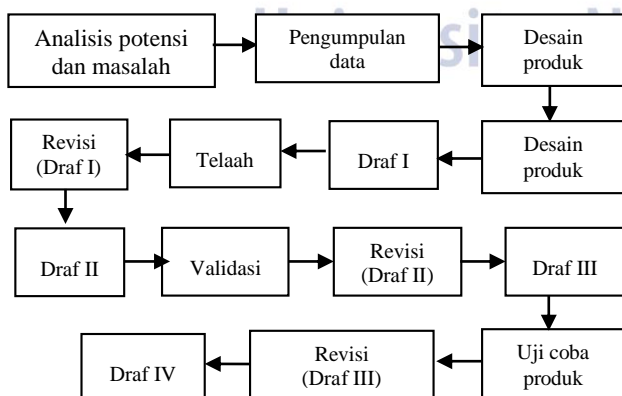 Analisis potensi
dan masalah
Pengumpulan
data
Desain
produk
Revisi
(Draf I)
Telaah
Draf I
Desain
produk
Draf II
Validasi
Revisi
(Draf II)
Draf III
Draf IV
Revisi
(Draf III)
Uji coba
produk